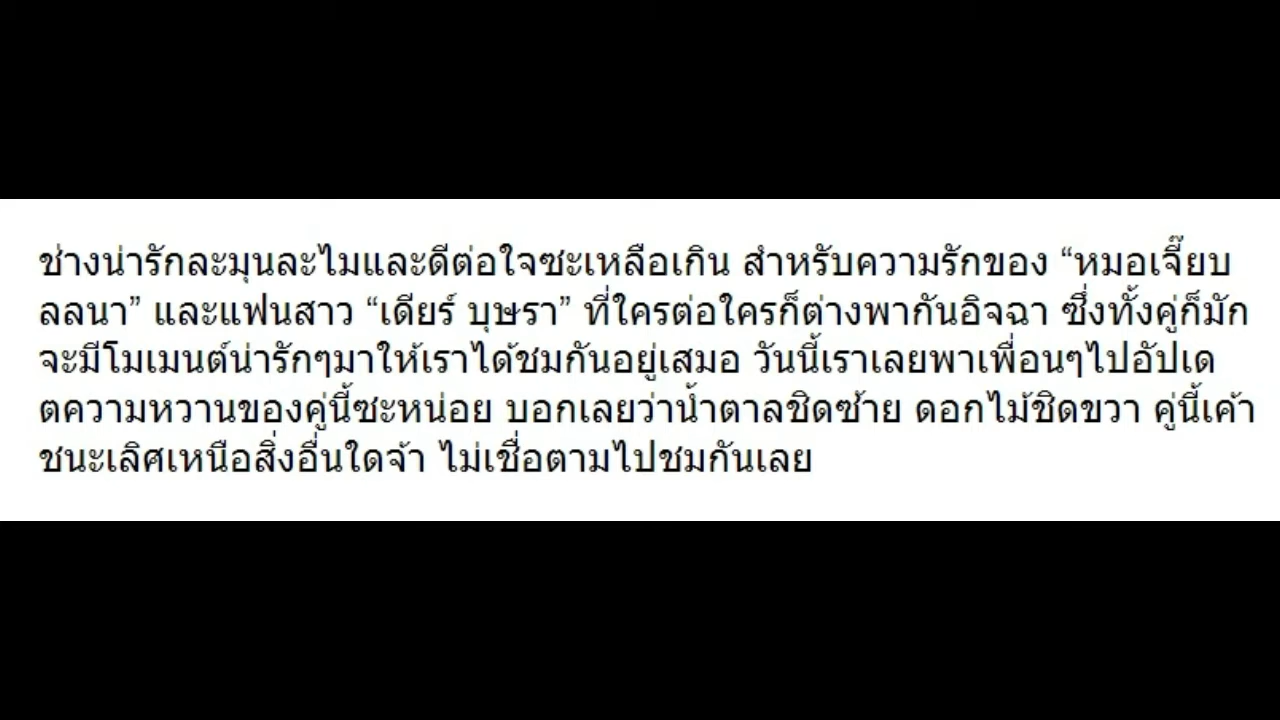 ช่างน่ารักละมุนละไมและดีต่อใจซะเหลือเกิน สำหรับความรักของ “หมอเจี๊ยบ
ลลนา” และแฟนสาว “เดียร์ บุษรา” ที่ใครต่อใครก็ต่างพากันอิจฉา ซึ่งทั้งคู่ก็มัก
จะมีโมเมนต์น่ารักๆมาให้เราได้ชมกันอยู่เสมอ วันนี้เราเลยพาเพื่อนๆไปอัปเด
ตความหวานของคู่นี้ซะหน่อย บอกเลยว่าน้ำตาลชิดซ้าย ดอกไม้ชิดขวา คู่นี้เค้า
ชนะเลิศเหนือสิ่งอื่นใดจ้า ไม่เชื่อตามไปชมกันเลย